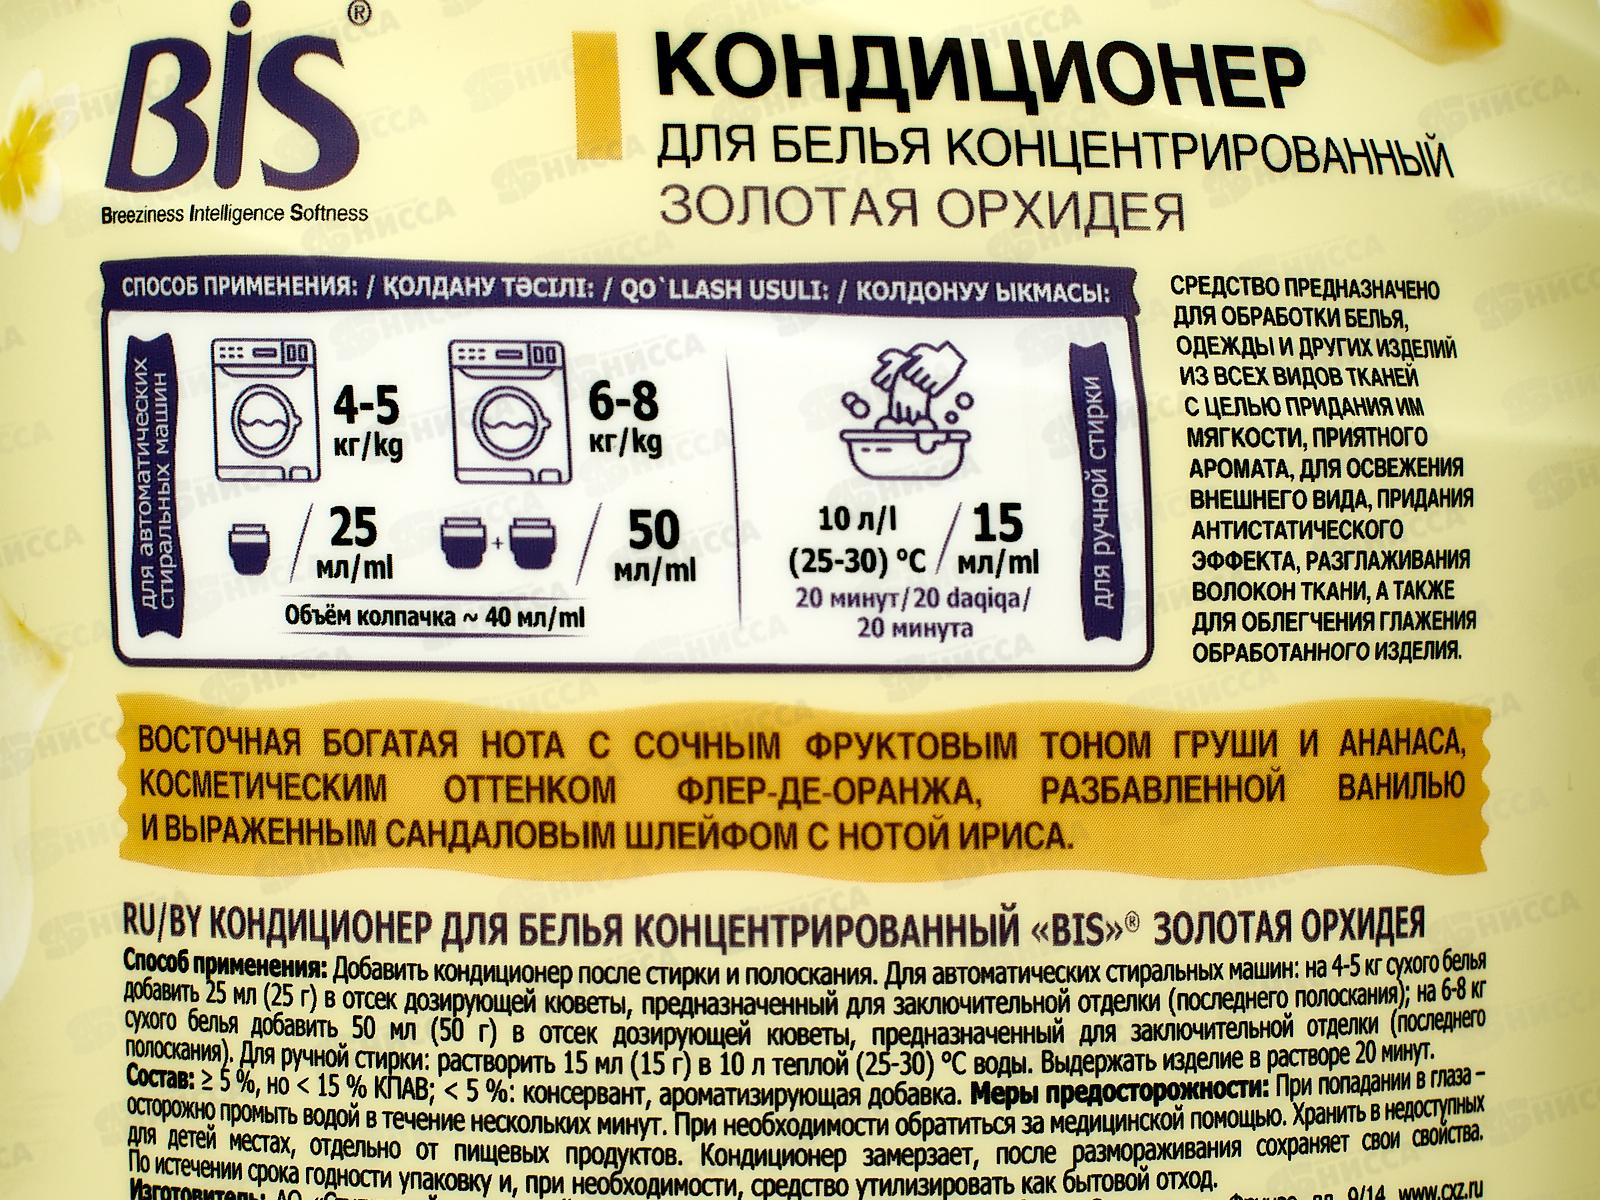 BiS®
Breeziness Intelligence Softness
КОНДИЦИОНЕР
ДЛЯ БЕЛЬЯ КОНЦЕНТРИРОВАННЫЙ
ЗОЛОТАЯ ОРХИДЕЯ
СПОСОБ ПРИМЕНЕНИЯ: / ҚОЛДАНУ ТӘСІЛІ: / QO`LLASH USULI: / КОЛДОНУУ ЫКМАСЫ:
для автоматических
стиральных машин
4-5
кг/kg
6-8
кг/kg
25
мл/ml
+
50
мл/ml
Объём колпачка ~ 40 мл/ml
10 л/l
(25-30) °C
15
мл/ml
20 минут/20 daqiqa/
20 минута
для ручной стирки
СРЕДСТВО ПРЕДНАЗНАЧЕНО
ДЛЯ ОБРАБОТКИ БЕЛЬЯ,
ОДЕЖДЫ И ДРУГИХ ИЗДЕЛИЙ
ИЗ ВСЕХ ВИДОВ ТКАНЕЙ
С ЦЕЛЬЮ ПРИДАНИЯ ИМ
МЯГКОСТИ, ПРИЯТНОГО
АРОМАТА, ДЛЯ ОСВЕЖЕНИЯ
ВНЕШНЕГО ВИДА, ПРИДАНИЯ
АНТИСТАТИЧЕСКОГО
ЭФФЕКТА, РАЗГЛАЖИВАНИЯ
ВОЛОКОН ТКАНИ, А ТАКЖЕ
ДЛЯ ОБЛЕГЧЕНИЯ ГЛАЖЕНИЯ
ОБРАБОТАННОГО ИЗДЕЛИЯ.
ВОСТОЧНАЯ БОГАТАЯ НОТА С СОЧНЫМ ФРУКТОВЫМ ТОНОМ ГРУШИ И АНАНАСА,
КОСМЕТИЧЕСКИМ ОТТЕНКОМ ФЛЕР-ДЕ-ОРАНЖА, РАЗБАВЛЕННОЙ ВАНИЛЬЮ
И ВЫРАЖЕННЫМ САНДАЛОВЫМ ШЛЕЙФОМ С НОТОЙ ИРИСА.
RU/BY КОНДИЦИОНЕР ДЛЯ БЕЛЬЯ КОНЦЕНТРИРОВАННЫЙ «BIS»® ЗОЛОТАЯ ОРХИДЕЯ
Способ применения: Добавить кондиционер после стирки и полоскания. Для автоматических стиральных машин: на 4-5 кг сухого белья
добавить 25 мл (25 г) в отсек дозирующей кюветы, предназначенный для заключительной отделки (последнего полоскания); на 6-8 кг
сухого белья добавить 50 мл (50 г) в отсек дозирующей кюветы, предназначенный для заключительной отделки (последнего
полоскания). Для ручной стирки: растворить 15 мл (15 г) в 10 л теплой (25-30) °C воды. Выдержать изделие в растворе 20 минут.
Состав: ≥ 5 %, но < 15 % КПАВ; < 5 %: консервант, ароматизирующая добавка. Меры предосторожности: При попадании в глаза –
осторожно промыть водой в течение нескольких минут. При необходимости обратиться за медицинской помощью. Хранить в недоступных
для детей местах, отдельно от пищевых продуктов. Кондиционер замерзает, после размораживания сохраняет свои свойства.
По истечении срока годности упаковку и, при необходимости, средство утилизировать как бытовой отход.
Изготовитель: АО 9/14, www.cxz.ru
НИССА